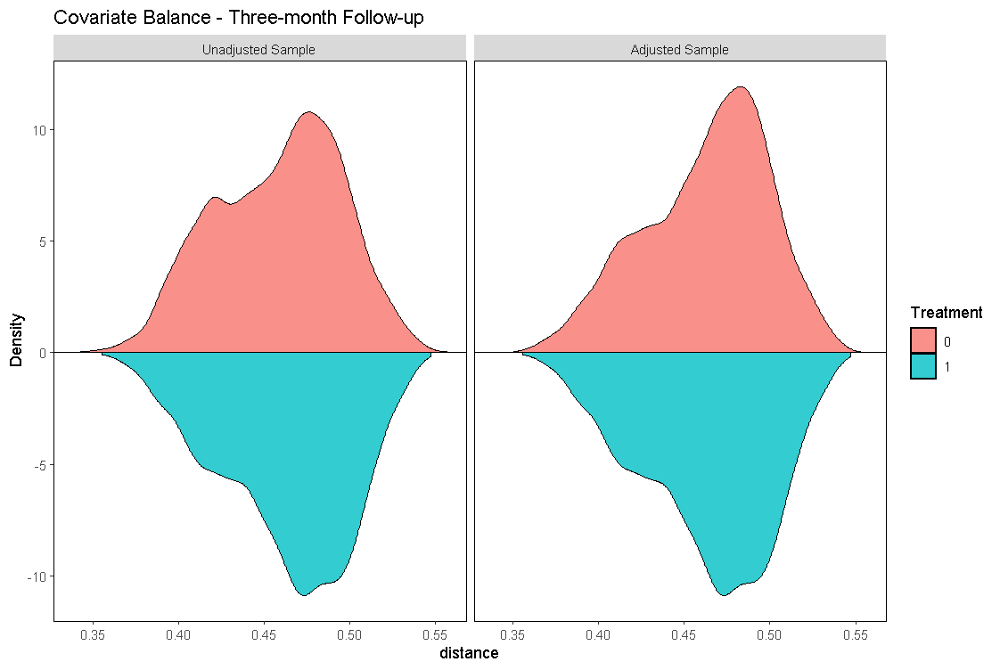 Covariate Balance - Three-month Follow-up
Unadjusted Sample
Adjusted Sample
10
5
0
-5
-10
Density
0.35
0.40
0.45
0.50
0.55
0.35
0.40
0.45
0.50
0.55
distance
Treatment
0
1